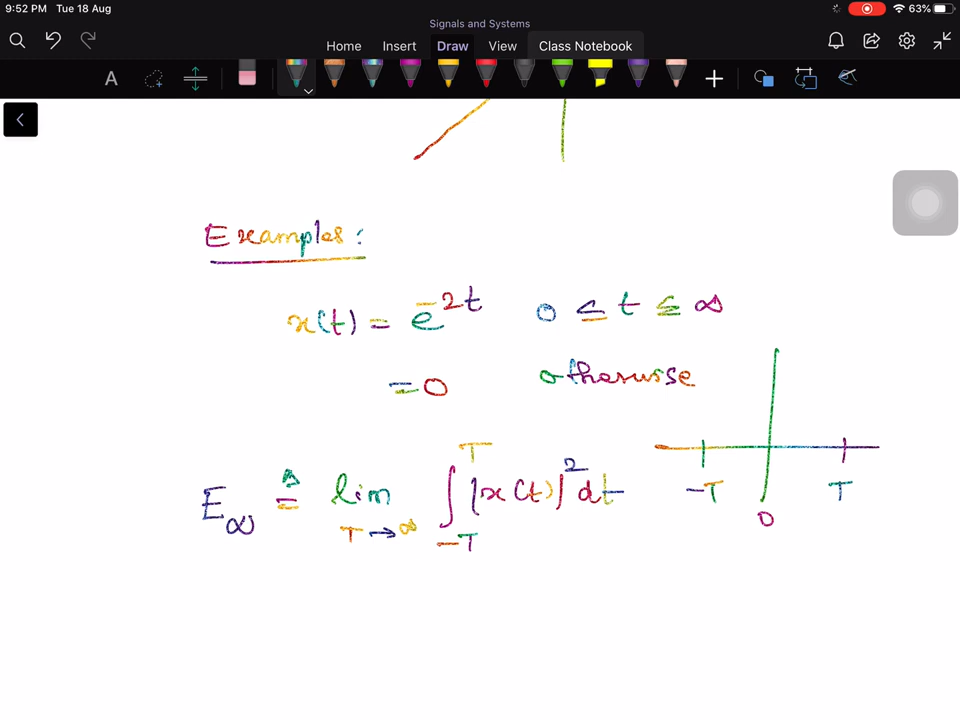 9:52 PM Tue 18 Aug
63%
Signals and Systems
Home Insert Draw View Class Notebook
A
Examples:
x(t) = e^-2t 0 ≤ t ≤ ∞
= 0 otherwise
E∞ ≜ lim T→∞ ∫_-T^T |x(t)|^2 dt
-T 0 T